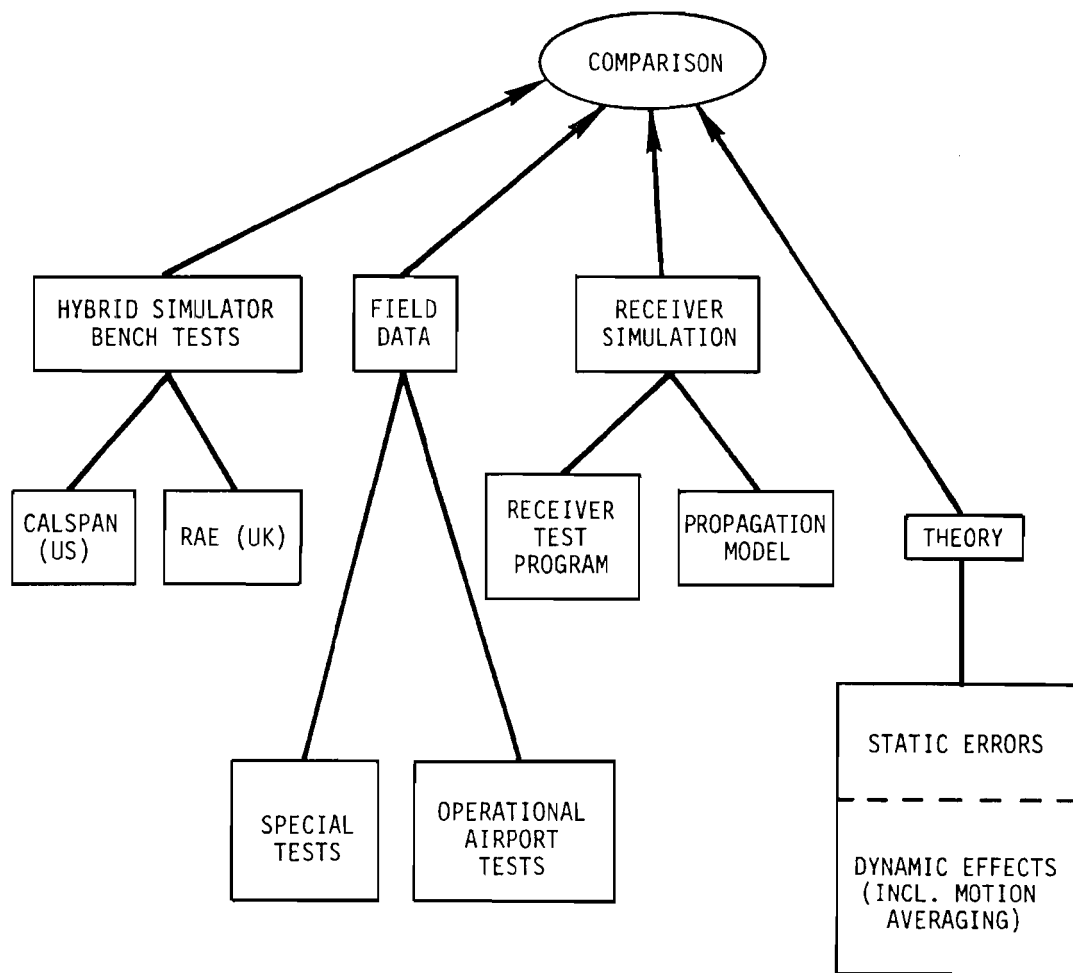 COMPARISON
HYBRID SIMULATOR
BENCH TESTS
FIELD
DATA
RECEIVER
SIMULATION
CALSPAN
(US)
RAE (UK)
RECEIVER
TEST
PROGRAM
PROPAGATION
MODEL
THEORY
SPECIAL
TESTS
OPERATIONAL
AIRPORT
TESTS
STATIC ERRORS
DYNAMIC EFFECTS
(INCL. MOTION
AVERAGING)